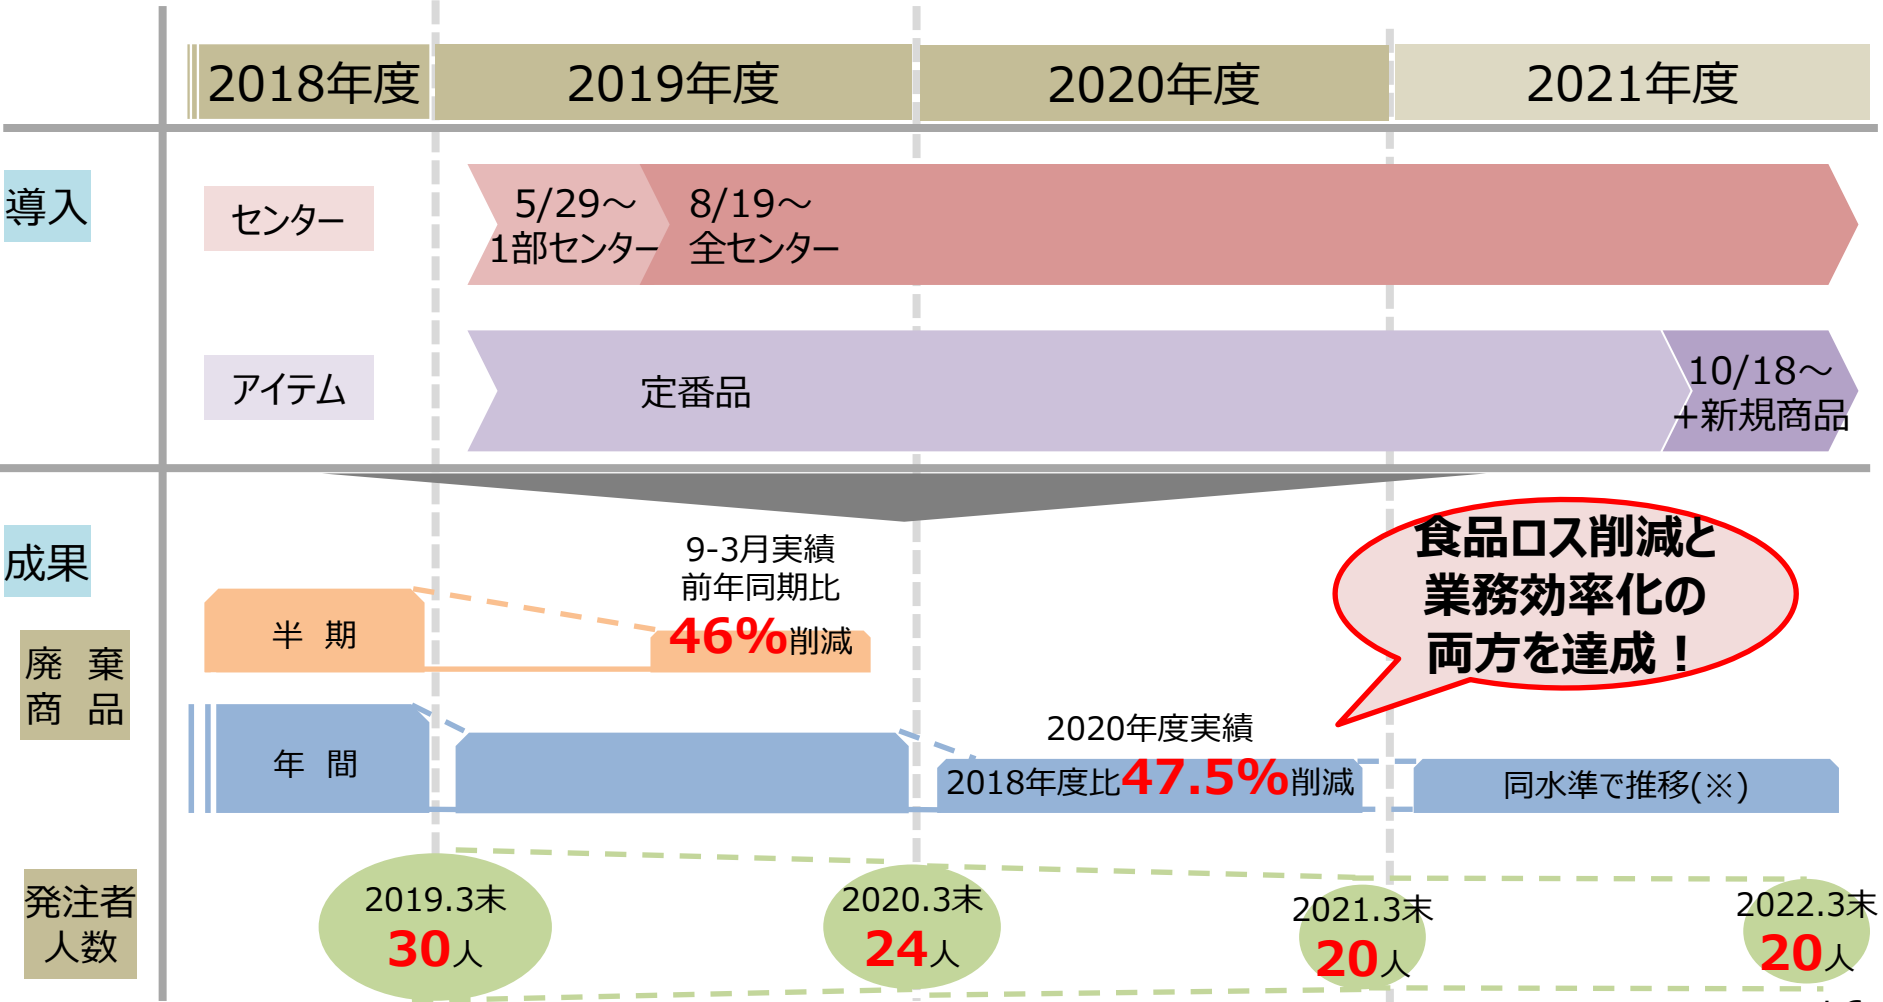 2018年度
2019年度
2020年度
2021年度
導入
センター
5/29～
1部センター
8/19～
全センター
アイテム
定番品
10/18～
+新規商品
成果
食品ロス削減と
業務効率化の
両方を達成！
廃 棄
商 品
半 期
9-3月実績
前年同期比
46%削減
年 間
2020年度実績
2018年度比47.5%削減
同水準で推移(※)
発注者
人数
2019.3末
30人
2020.3末
24人
2021.3末
20人
2022.3末
20人